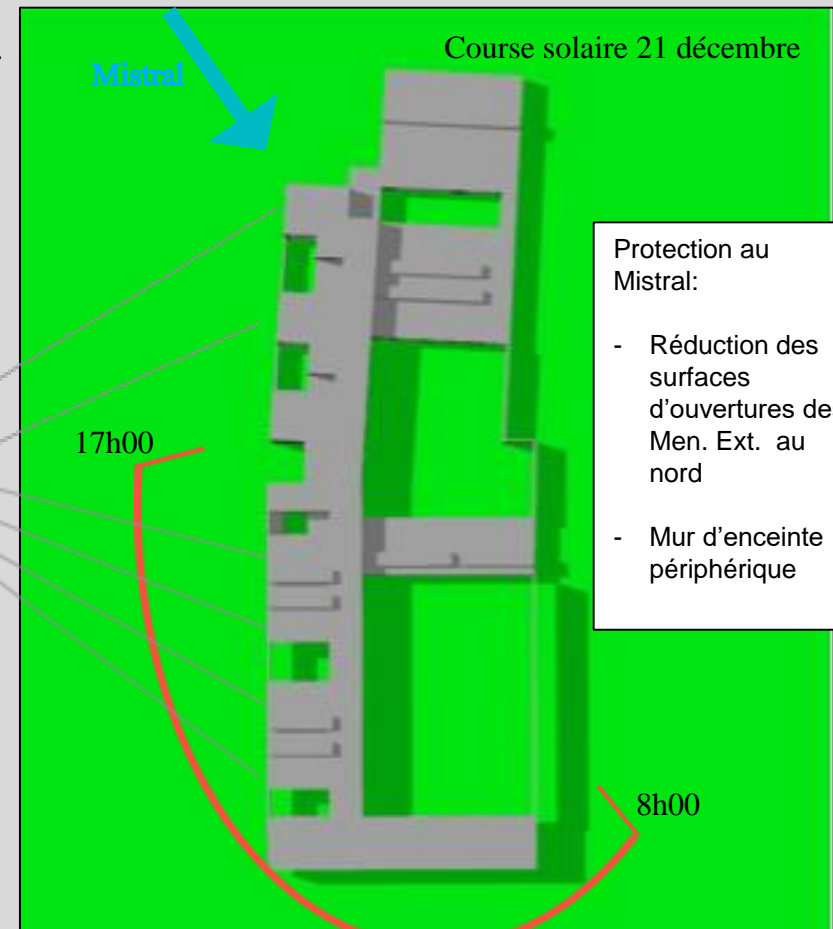 Course solaire 21 décembre
Mistral
Protection au
Mistral:
- Réduction des
surfaces
d'ouvertures de
Men. Ext. au
nord
- Mur d'enceinte
périphérique
17h00
8h00